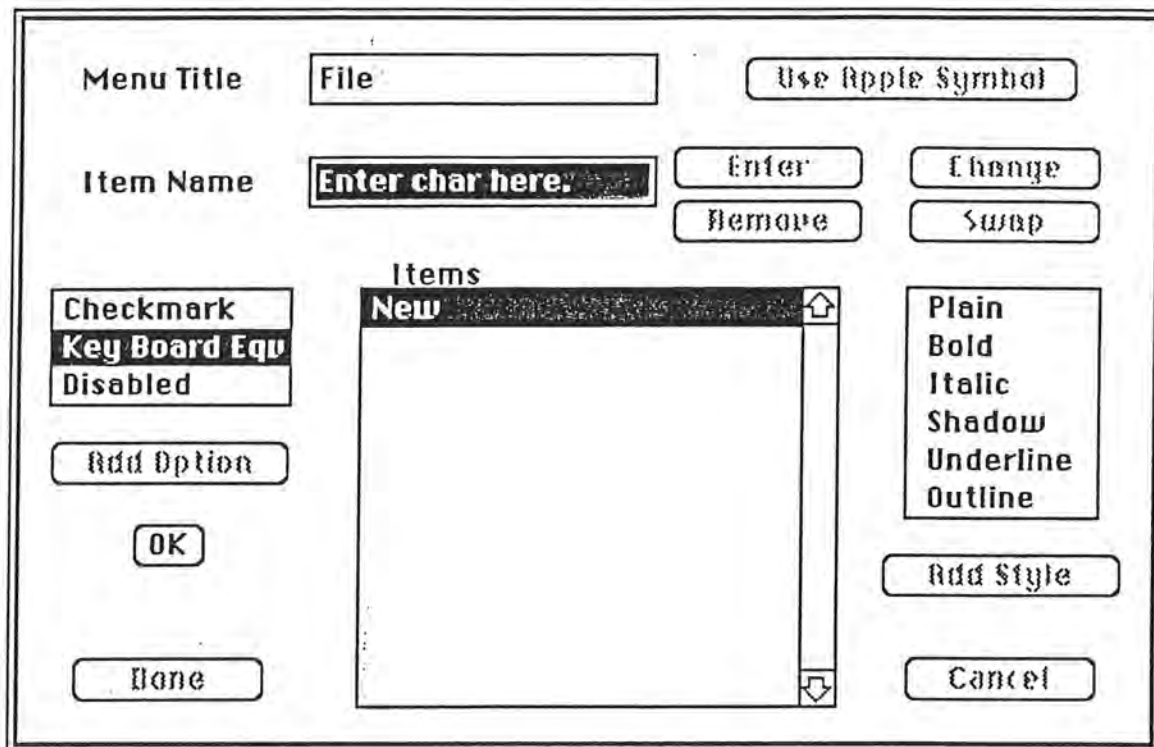 Menu Title
File
Use Apple Symbol
Item Name
Enter char here.
Enter
Change
Remove
Swap
Items
Checkmark
Key Board Equ
Disabled
New
Plain
Bold
Italic
Shadow
Underline
Outline
Add Option
OK
Add Style
Done
Cancel